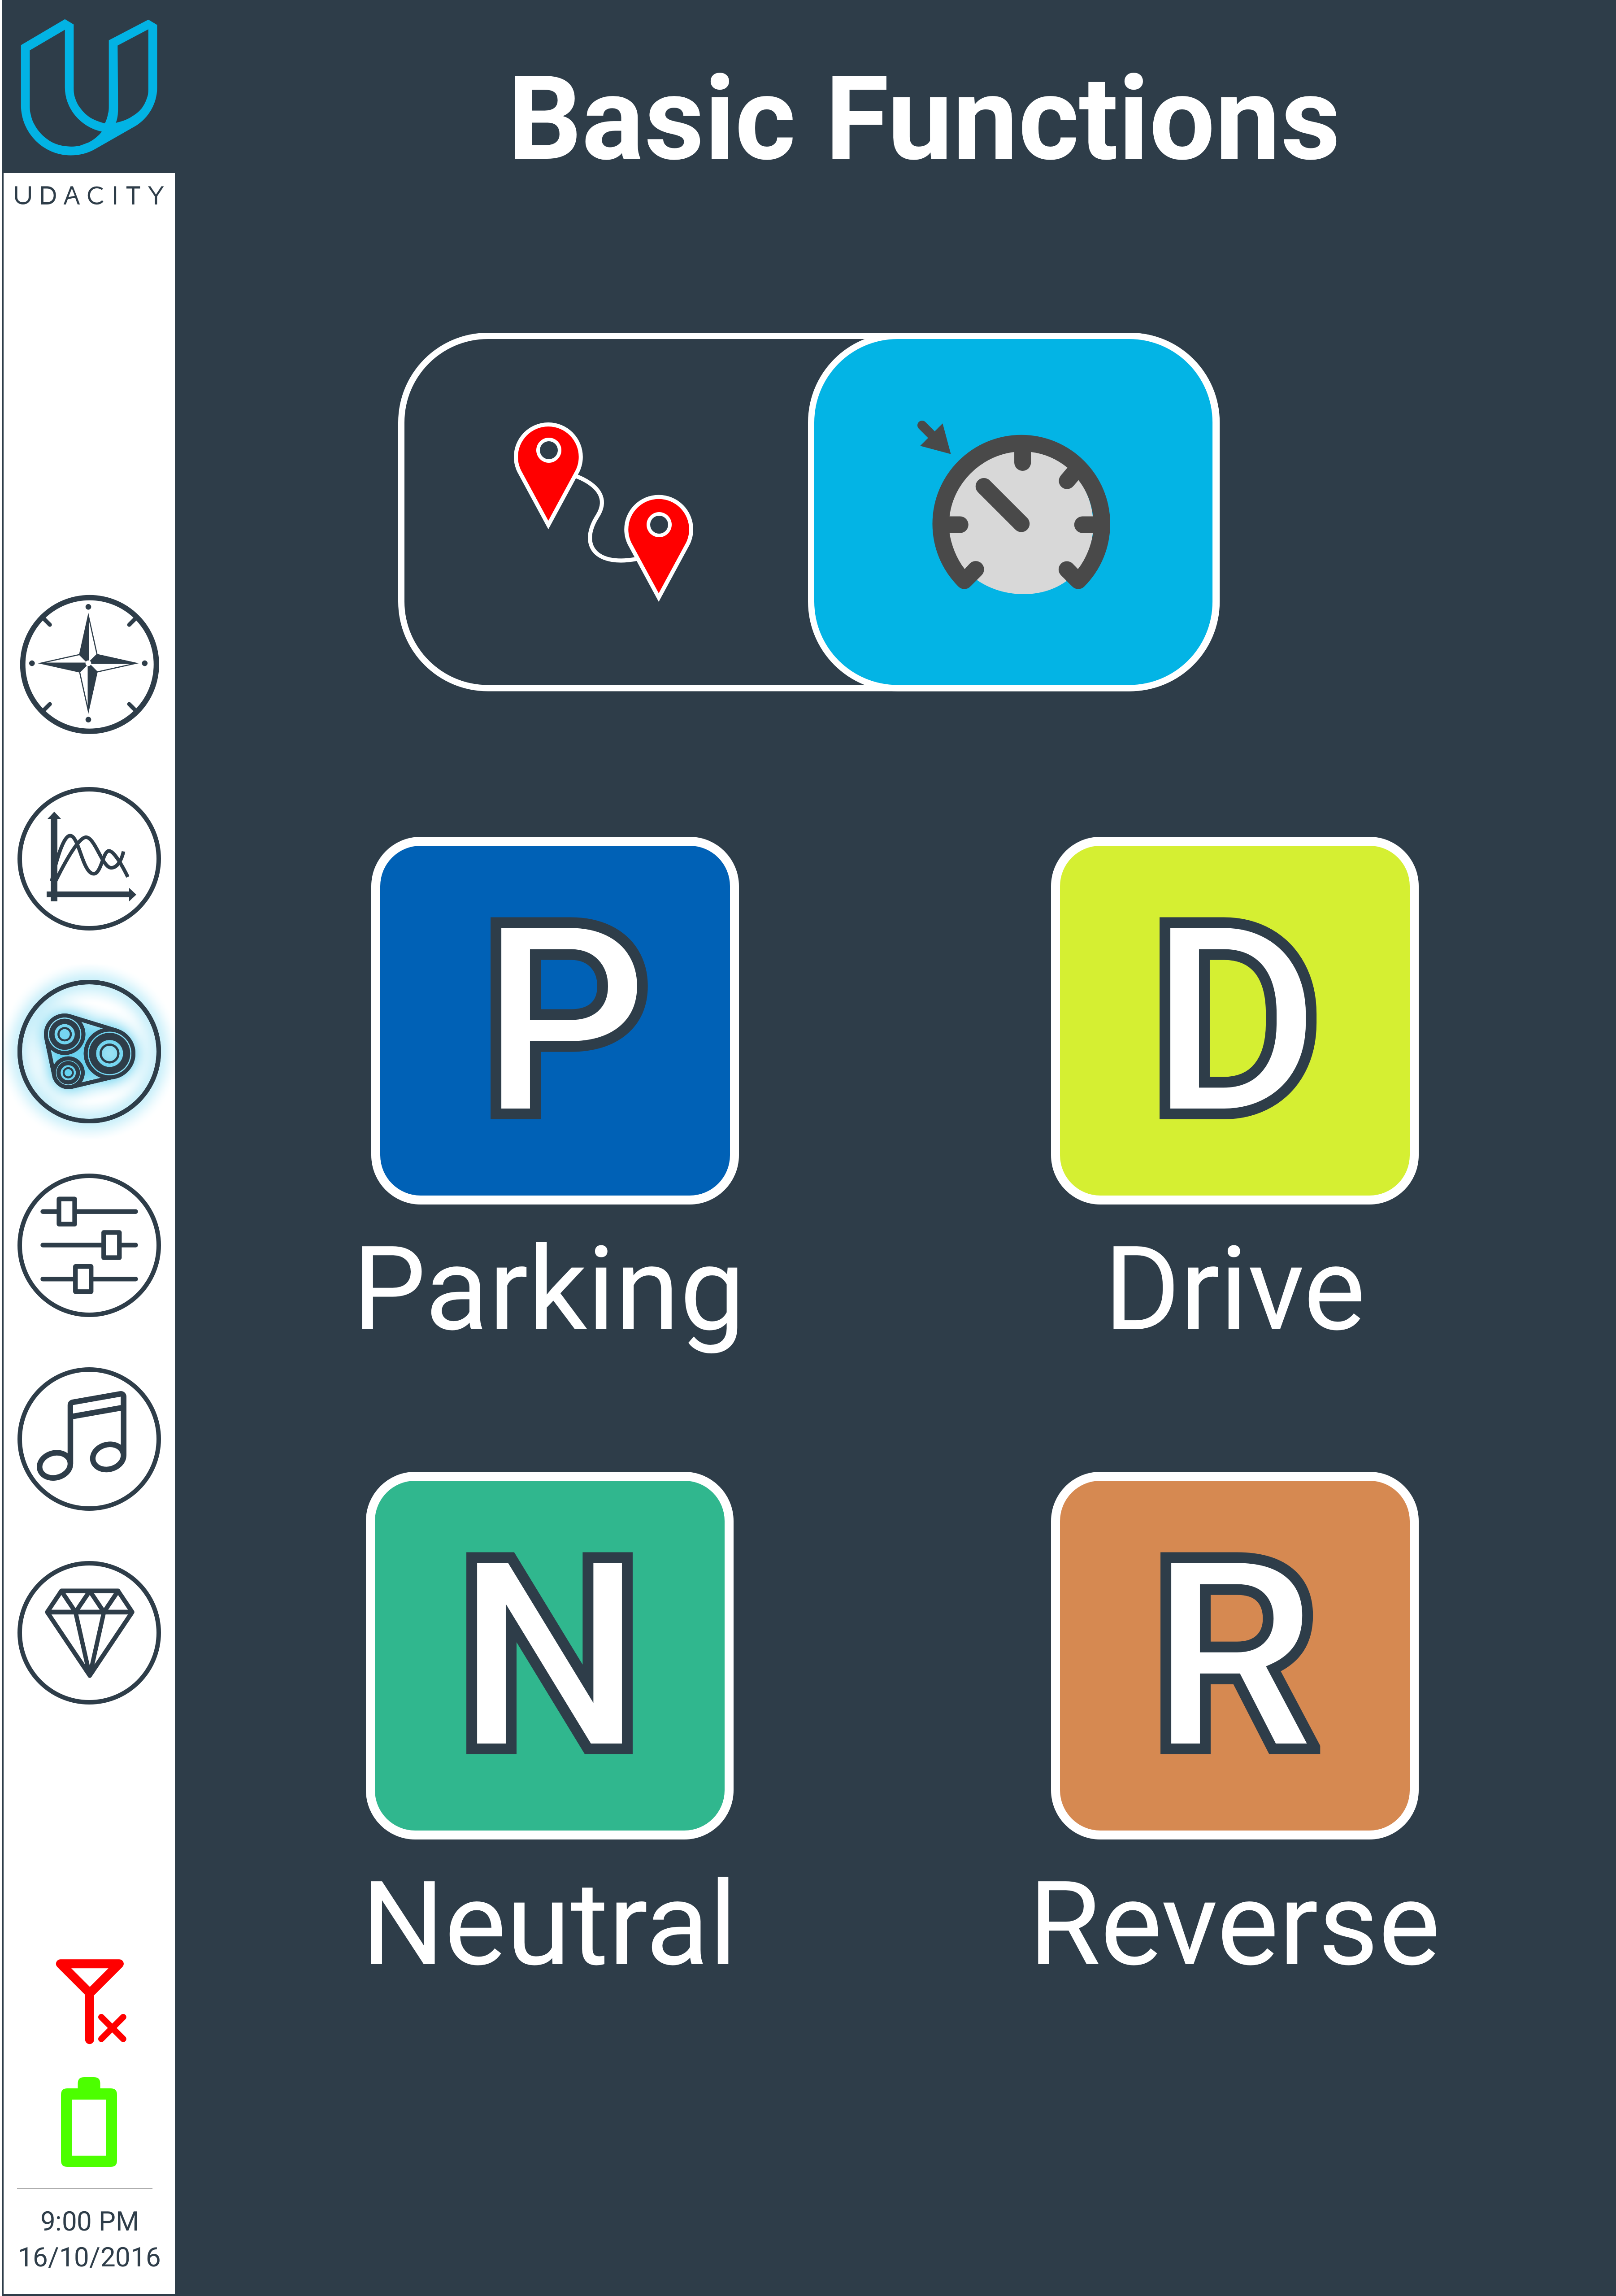 UDACITY
Basic Functions
P
D
Parking
Drive
N
R
Neutral
Reverse
9:00 PM
16/10/2016